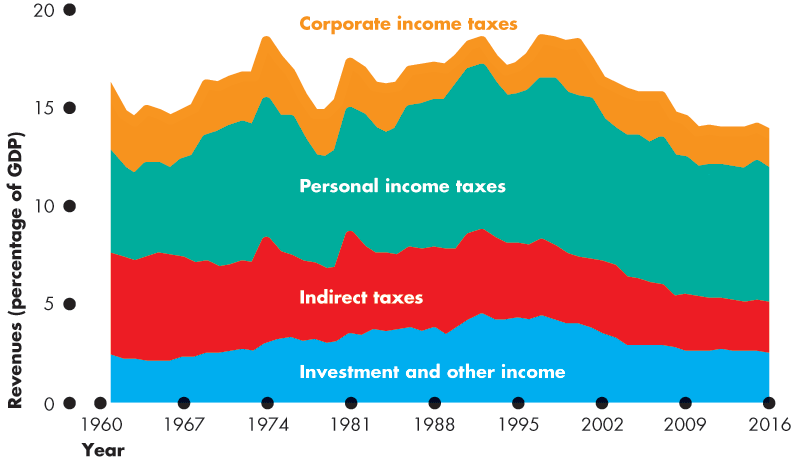 20
Corporate income taxes
15
Revenues (percentage of GDP)
Personal income taxes
10
Indirect taxes
5
Investment and other income
0
1960 1967 1974 1981 1988 1995 2002 2009 2016
Year